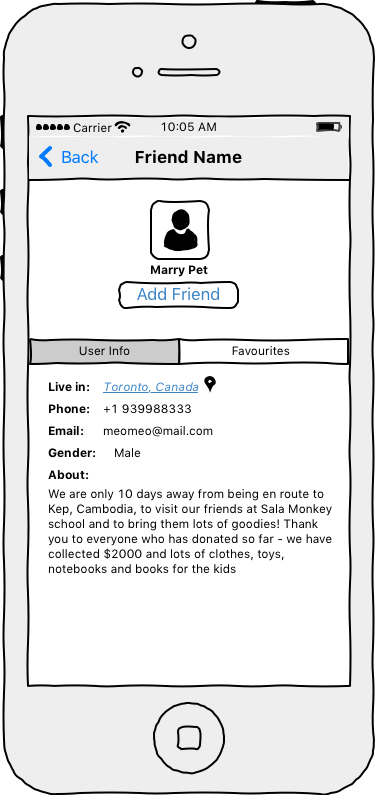 Carrier 10:05 AM
Back Friend Name
Marry Pet
Add Friend
User Info Favourites
Live in: Toronto, Canada
Phone: +1 939988333
Email: meomeo@mail.com
Gender: Male
About:
We are only 10 days away from being en route to
Kep, Cambodia, to visit our friends at Sala Monkey
school and to bring them lots of goodies! Thank
you to everyone who has donated so far - we have
collected $2000 and lots of clothes, toys,
notebooks and books for the kids